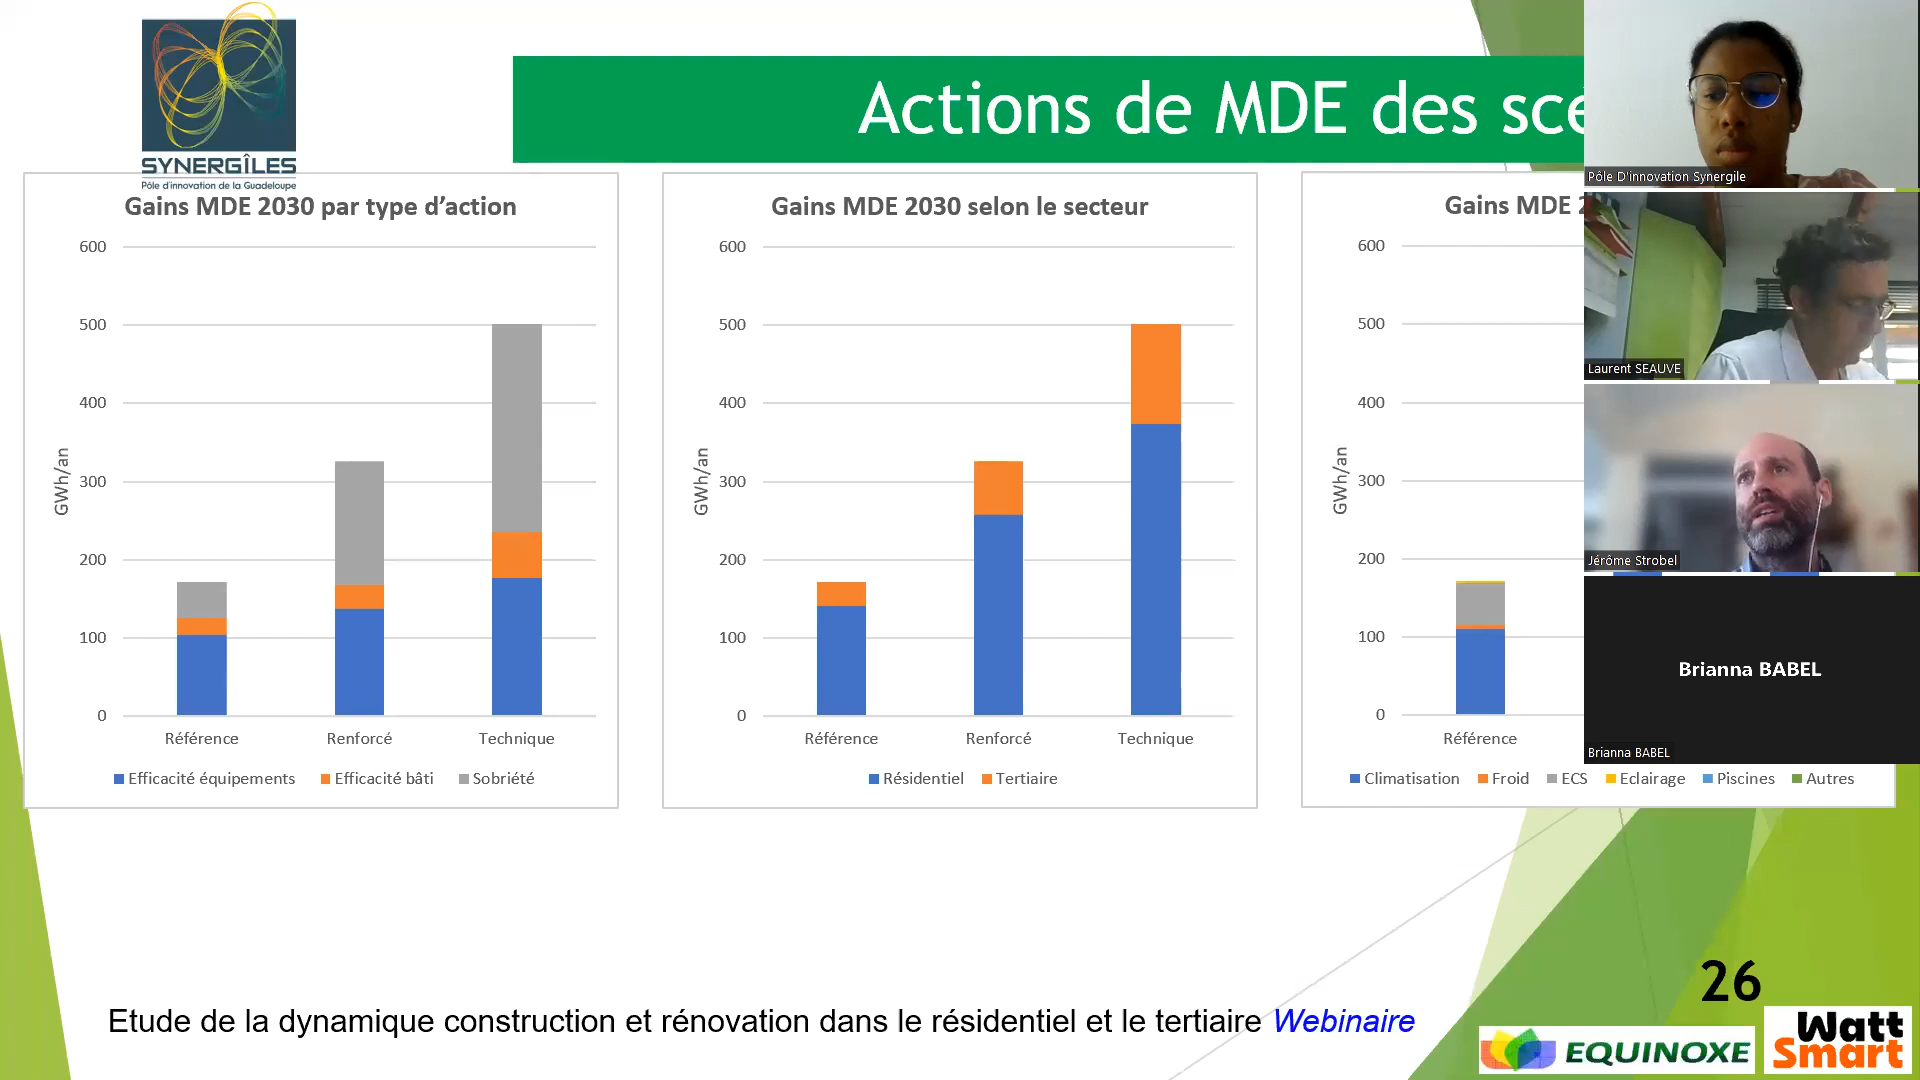 SYNERGÎLES
Pôle d'innovation de la Guadeloupe
Actions de MDE des scé
Pôle D'innovation Synergile
Laurent SEAUVE
Jérôme Strobel
Brianna BABEL
Brianna BABEL
Gains MDE 2030 par type d'action
600
500
400
300
200
100
0
GWh/an
Référence Renforcé Technique
Efficacité équipements Efficacité bâti Sobriété
Gains MDE 2030 selon le secteur
600
500
400
300
200
100
0
GWh/an
Référence Renforcé Technique
Résidentiel Tertiaire
Gains MDE 2
600
500
400
300
200
100
0
GWh/an
Référence
Climatisation Froid ECS Eclairage Piscines Autres
26
Etude de la dynamique construction et rénovation dans le résidentiel et le tertiaire Webinaire
EQUINOXE
Watt
Smart